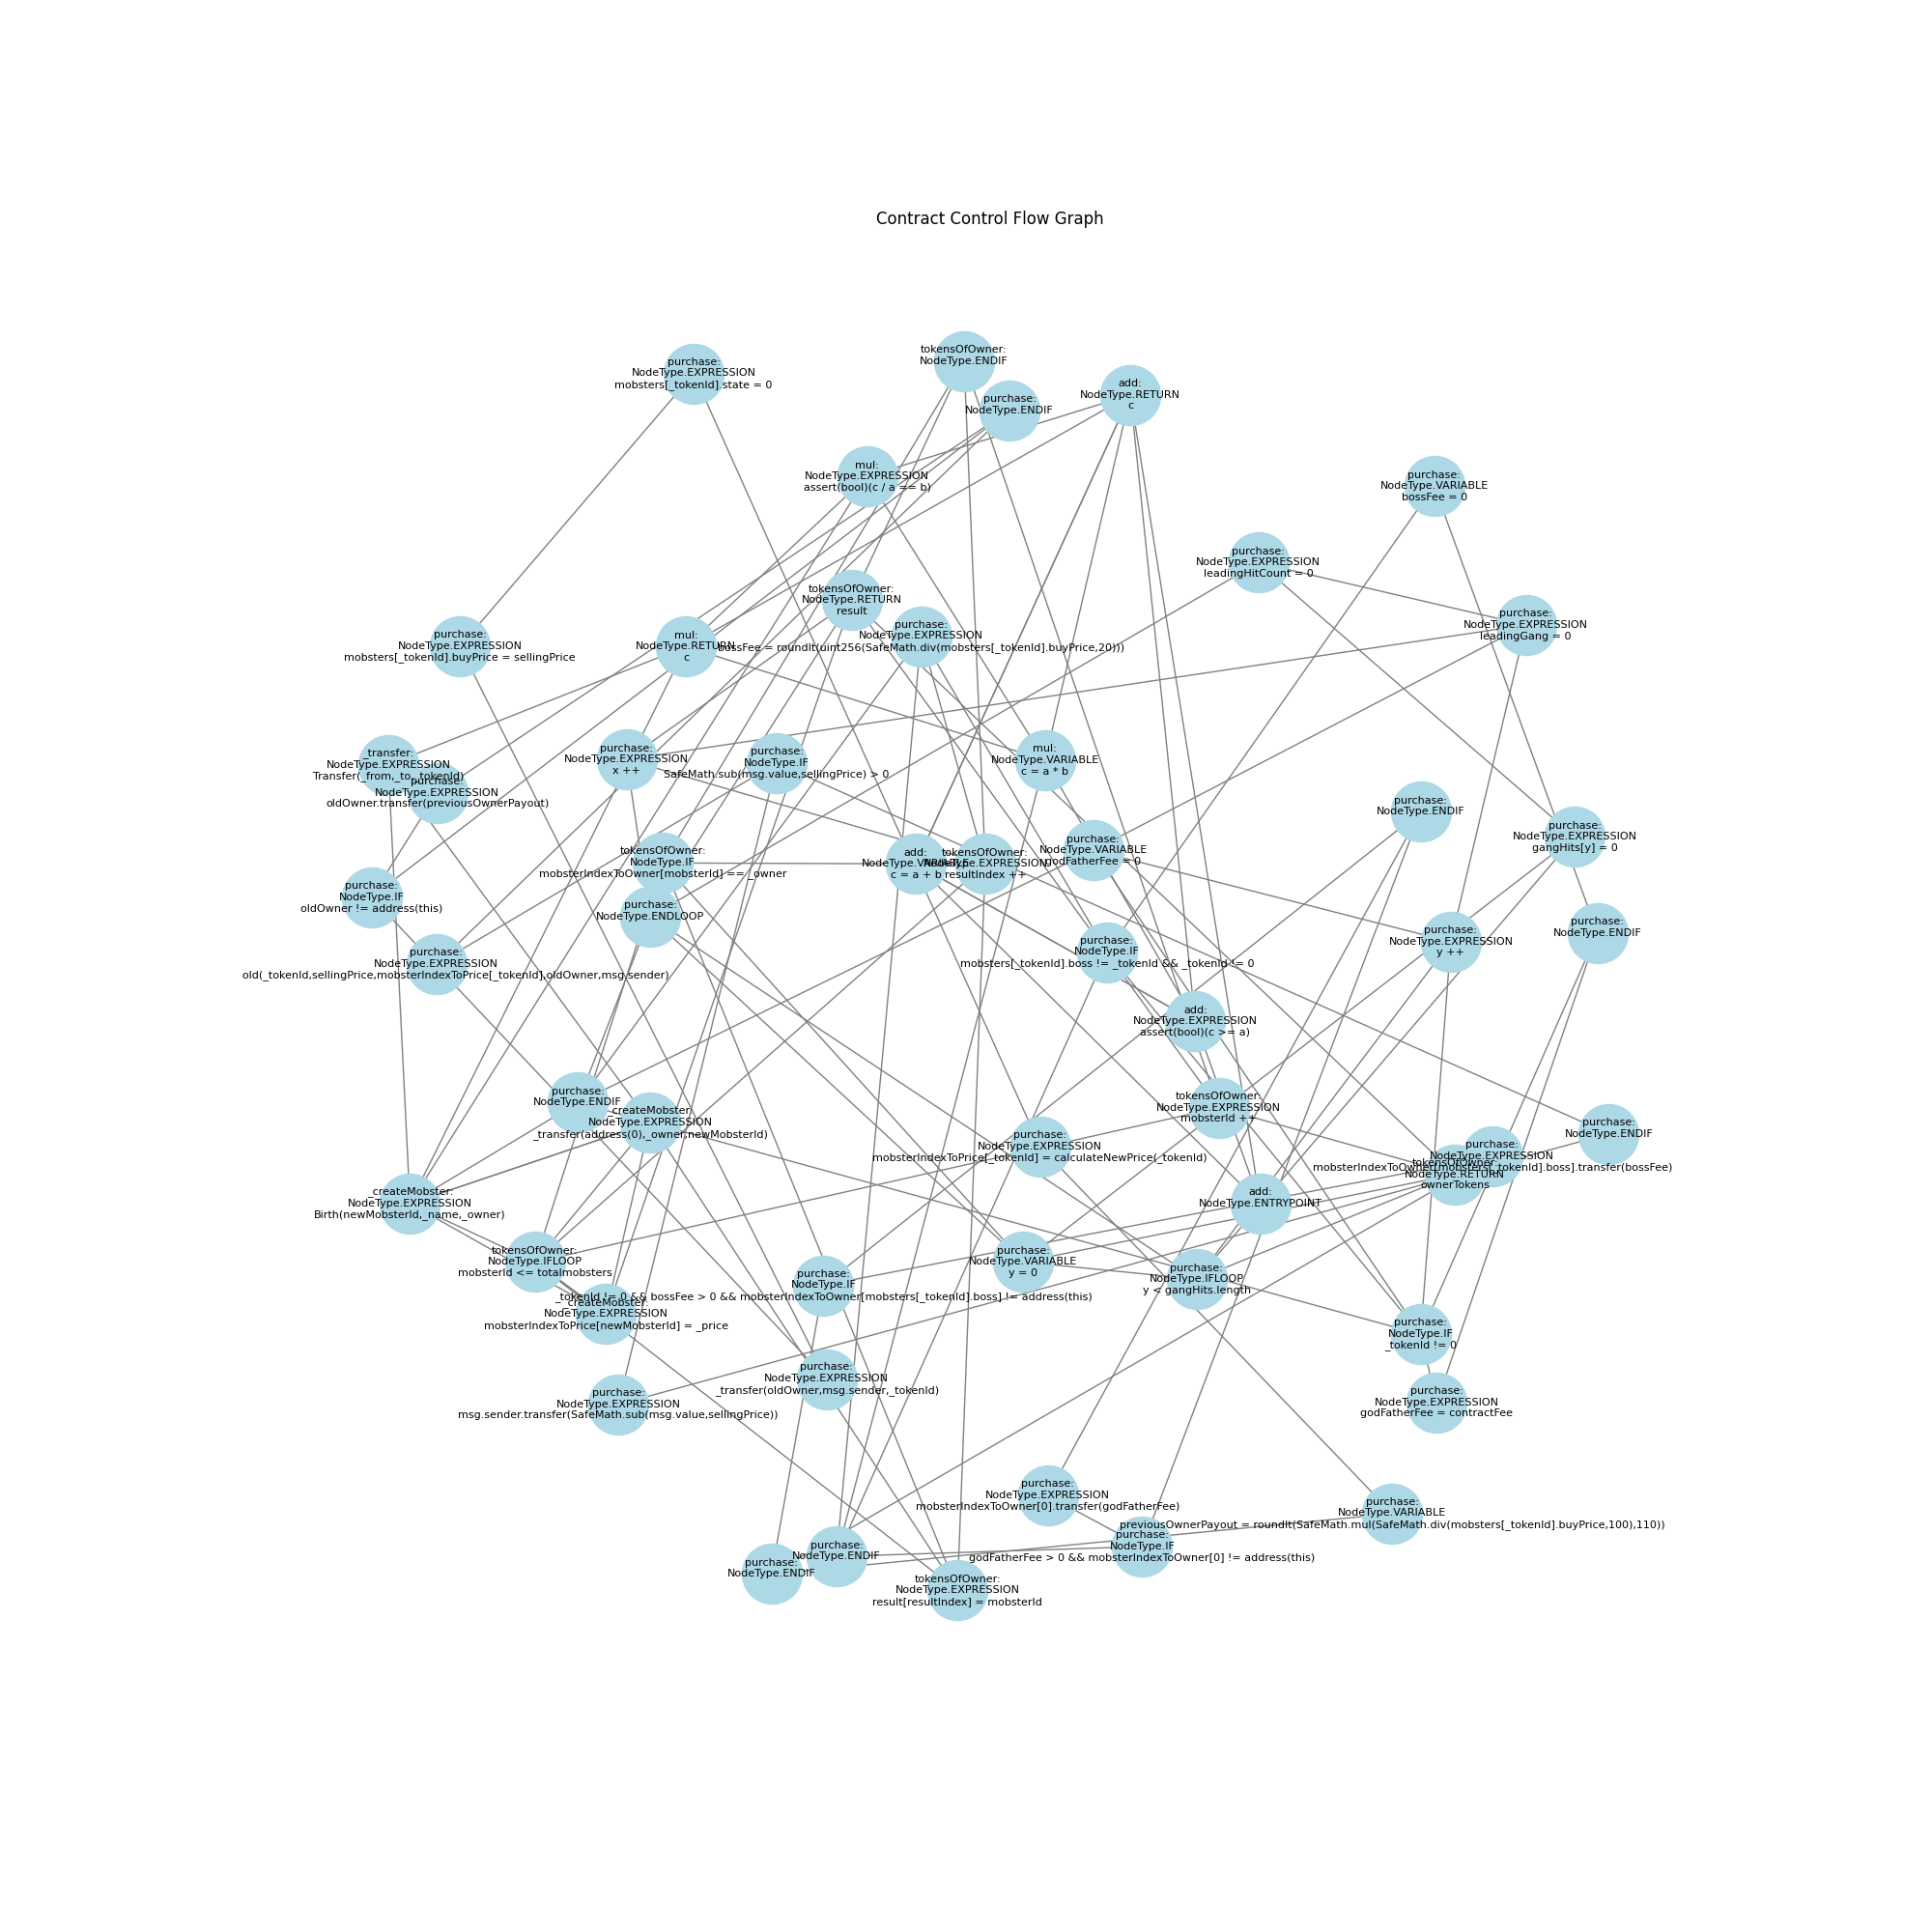 Contract Control Flow Graph
purchase:
NodeType.EXPRESSION
mobsters[_tokenId].state = 0
tokensOfOwner:
NodeType.ENDIF
purchase:
NodeType.ENDIF
add:
NodeType.RETURN
c
mul:
NodeType.EXPRESSION
assert(bool)(c / a == b)
purchase:
NodeType.VARIABLE
bossFee = 0
purchase:
NodeType.EXPRESSION
leadingHitCount = 0
tokensOfOwner:
NodeType.RETURN
result
purchase:
NodeType.EXPRESSION
bossFee = roundIt(uint256(SafeMath.div(mobsters[_tokenId].buyPrice,20)))
purchase:
NodeType.EXPRESSION
leadingGang = 0
purchase:
NodeType.EXPRESSION
mobsters[_tokenId].buyPrice = sellingPrice
mul:
NodeType.RETURN
c
_transfer:
NodeType.EXPRESSION
Transfer(_from,_to,_tokenId)
purchase:
NodeType.EXPRESSION
oldOwner.transfer(previousOwnerPayout)
purchase:
NodeType.EXPRESSION
x ++
purchase:
NodeType.IF
SafeMath.sub(msg.value,sellingPrice) > 0
mul:
NodeType.VARIABLE
c = a * b
purchase:
NodeType.ENDIF
purchase:
NodeType.EXPRESSION
gangHits[y] = 0
tokensOfOwner:
NodeType.IF
mobsterIndexToOwner[mobsterId] == _owner
add:
NodeType.VARIABLE
c = a + b
tokensOfOwner:
NodeType.EXPRESSION
resultIndex ++
purchase:
NodeType.VARIABLE
godFatherFee = 0
purchase:
NodeType.IF
oldOwner != address(this)
purchase:
NodeType.ENDLOOP
purchase:
NodeType.ENDIF
purchase:
NodeType.EXPRESSION
y ++
purchase:
NodeType.IF
mobsters[_tokenId].boss != _tokenId && _tokenId != 0
purchase:
NodeType.EXPRESSION
old(_tokenId,sellingPrice,mobsterIndexToPrice[_tokenId],oldOwner,msg.sender)
add:
NodeType.EXPRESSION
assert(bool)(c >= a)
purchase:
NodeType.ENDIF
_createMobster:
NodeType.EXPRESSION
_transfer(address(0),_owner,newMobsterId)
tokensOfOwner:
NodeType.EXPRESSION
mobsterId ++
purchase:
NodeType.EXPRESSION
mobsterIndexToPrice[_tokenId] = calculateNewPrice(_tokenId)
purchase:
NodeType.ENDIF
purchase:
NodeType.EXPRESSION
mobsterIndexToOwner[mobsters[_tokenId].boss].transfer(bossFee)
tokensOfOwner:
NodeType.RETURN
ownerTokens
_createMobster:
NodeType.EXPRESSION
Birth(newMobsterId,_name,_owner)
add:
NodeType.ENTRYPOINT
tokensOfOwner:
NodeType.IFLOOP
mobsterId <= totalmobsters
purchase:
NodeType.VARIABLE
y = 0
purchase:
NodeType.IFLOOP
y < gangHits.length
purchase:
NodeType.IF
_tokenId != 0 && bossFee > 0 && mobsterIndexToOwner[mobsters[_tokenId].boss] != address(this)
_createMobster:
NodeType.EXPRESSION
mobsterIndexToPrice[newMobsterId] = _price
purchase:
NodeType.IF
_tokenId != 0
purchase:
NodeType.EXPRESSION
_transfer(oldOwner,msg.sender,_tokenId)
purchase:
NodeType.EXPRESSION
msg.sender.transfer(SafeMath.sub(msg.value,sellingPrice))
purchase:
NodeType.EXPRESSION
godFatherFee = contractFee
purchase:
NodeType.EXPRESSION
mobsterIndexToOwner[0].transfer(godFatherFee)
purchase:
NodeType.VARIABLE
previousOwnerPayout = roundIt(SafeMath.mul(SafeMath.div(mobsters[_tokenId].buyPrice,100),110))
purchase:
NodeType.IF
godFatherFee > 0 && mobsterIndexToOwner[0] != address(this)
purchase:
NodeType.ENDIF
purchase:
NodeType.ENDIF
tokensOfOwner:
NodeType.EXPRESSION
result[resultIndex] = mobsterId